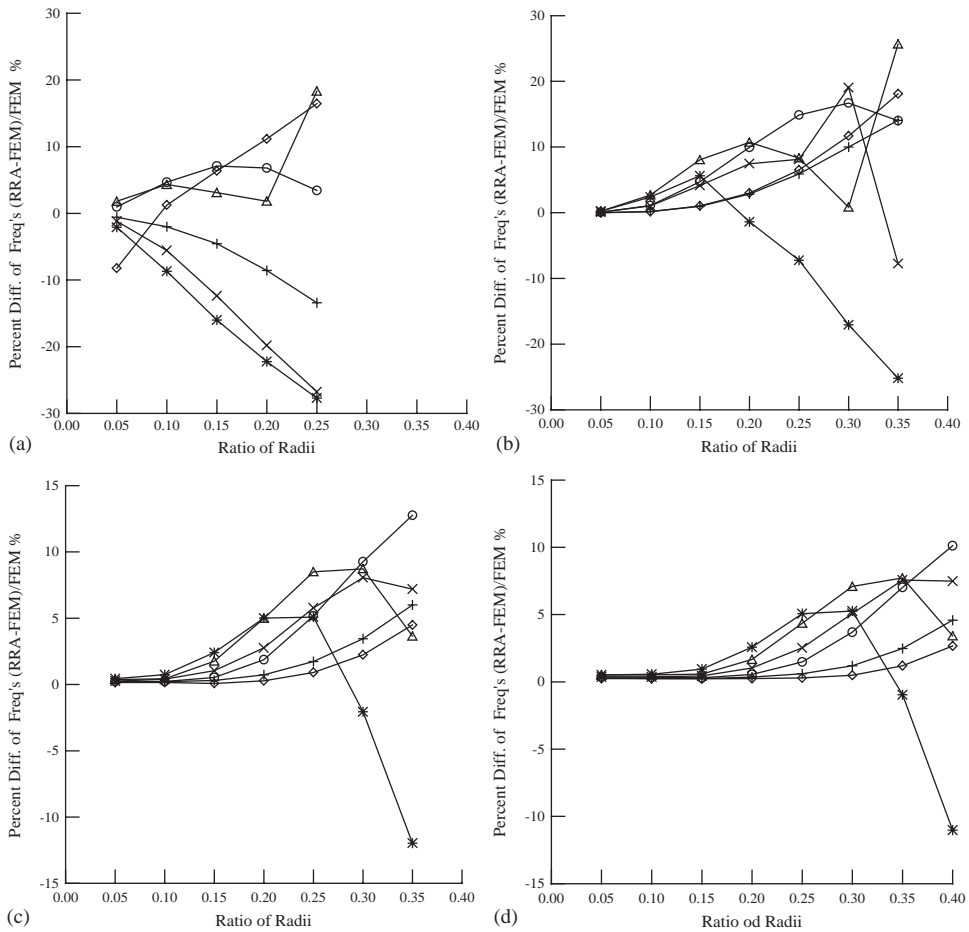 Percent Diff. of Freq's (RRA-FEM)/FEM %
30
20
10
0
-10
-20
-30
0.00 0.05 0.10 0.15 0.20 0.25 0.30 0.35 0.40
Ratio of Radii
(a)
Percent Diff. of Freq's (RRA-FEM)/FEM %
30
20
10
0
-10
-20
-30
0.00 0.05 0.10 0.15 0.20 0.25 0.30 0.35 0.40
Ratio of Radii
(b)
Percent Diff. of Freq's (RRA-FEM)/FEM %
15
10
5
0
-5
-10
-15
0.00 0.05 0.10 0.15 0.20 0.25 0.30 0.35 0.40
Ratio of Radii
(c)
Percent Diff. of Freq's (RRA-FEM)/FEM %
15
10
5
0
-5
-10
-15
0.00 0.05 0.10 0.15 0.20 0.25 0.30 0.35 0.40
Ratio od Radii
(d)